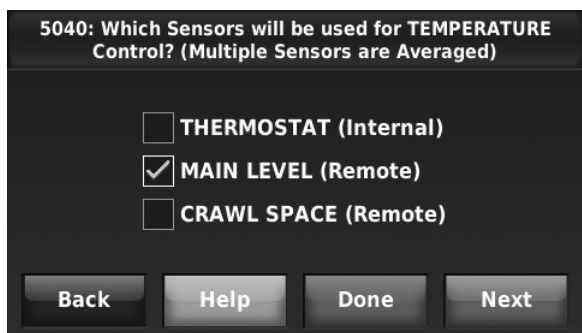 5040: Which Sensors will be used for TEMPERATURE
Control? (Multiple Sensors are Averaged)
THERMOSTAT (Internal)
MAIN LEVEL (Remote)
CRAWL SPACE (Remote)
Back Help Done Next